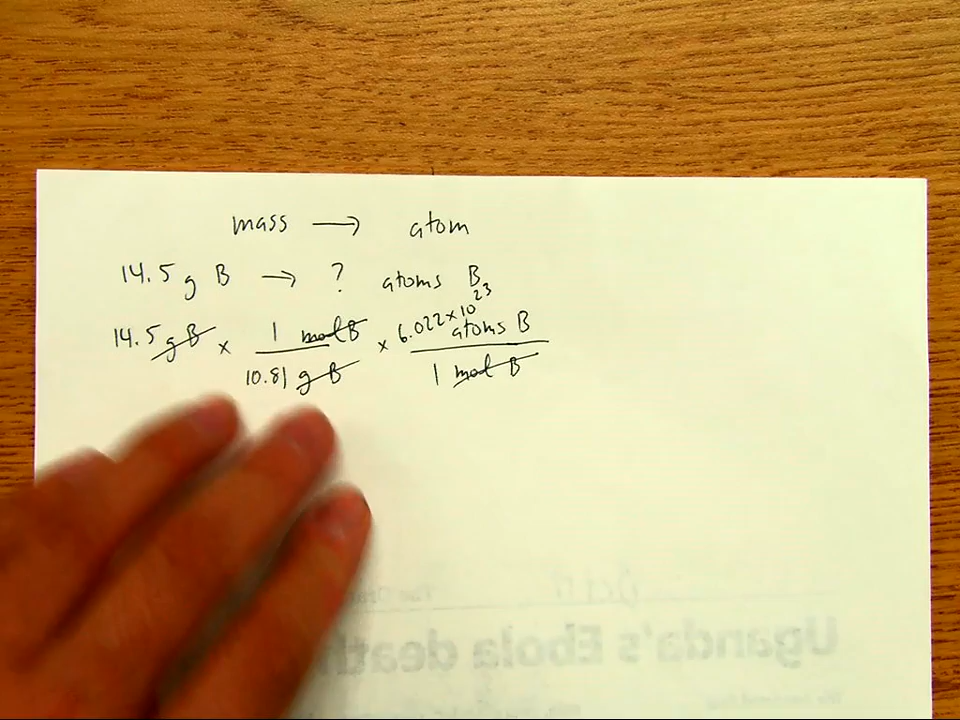 mass → atom
14.5 g B → ? atoms B
14.5 g B × 1 mol B / 10.81 g B × 6.022×10^23 atoms B / 1 mol B
Uganda's Ebola death